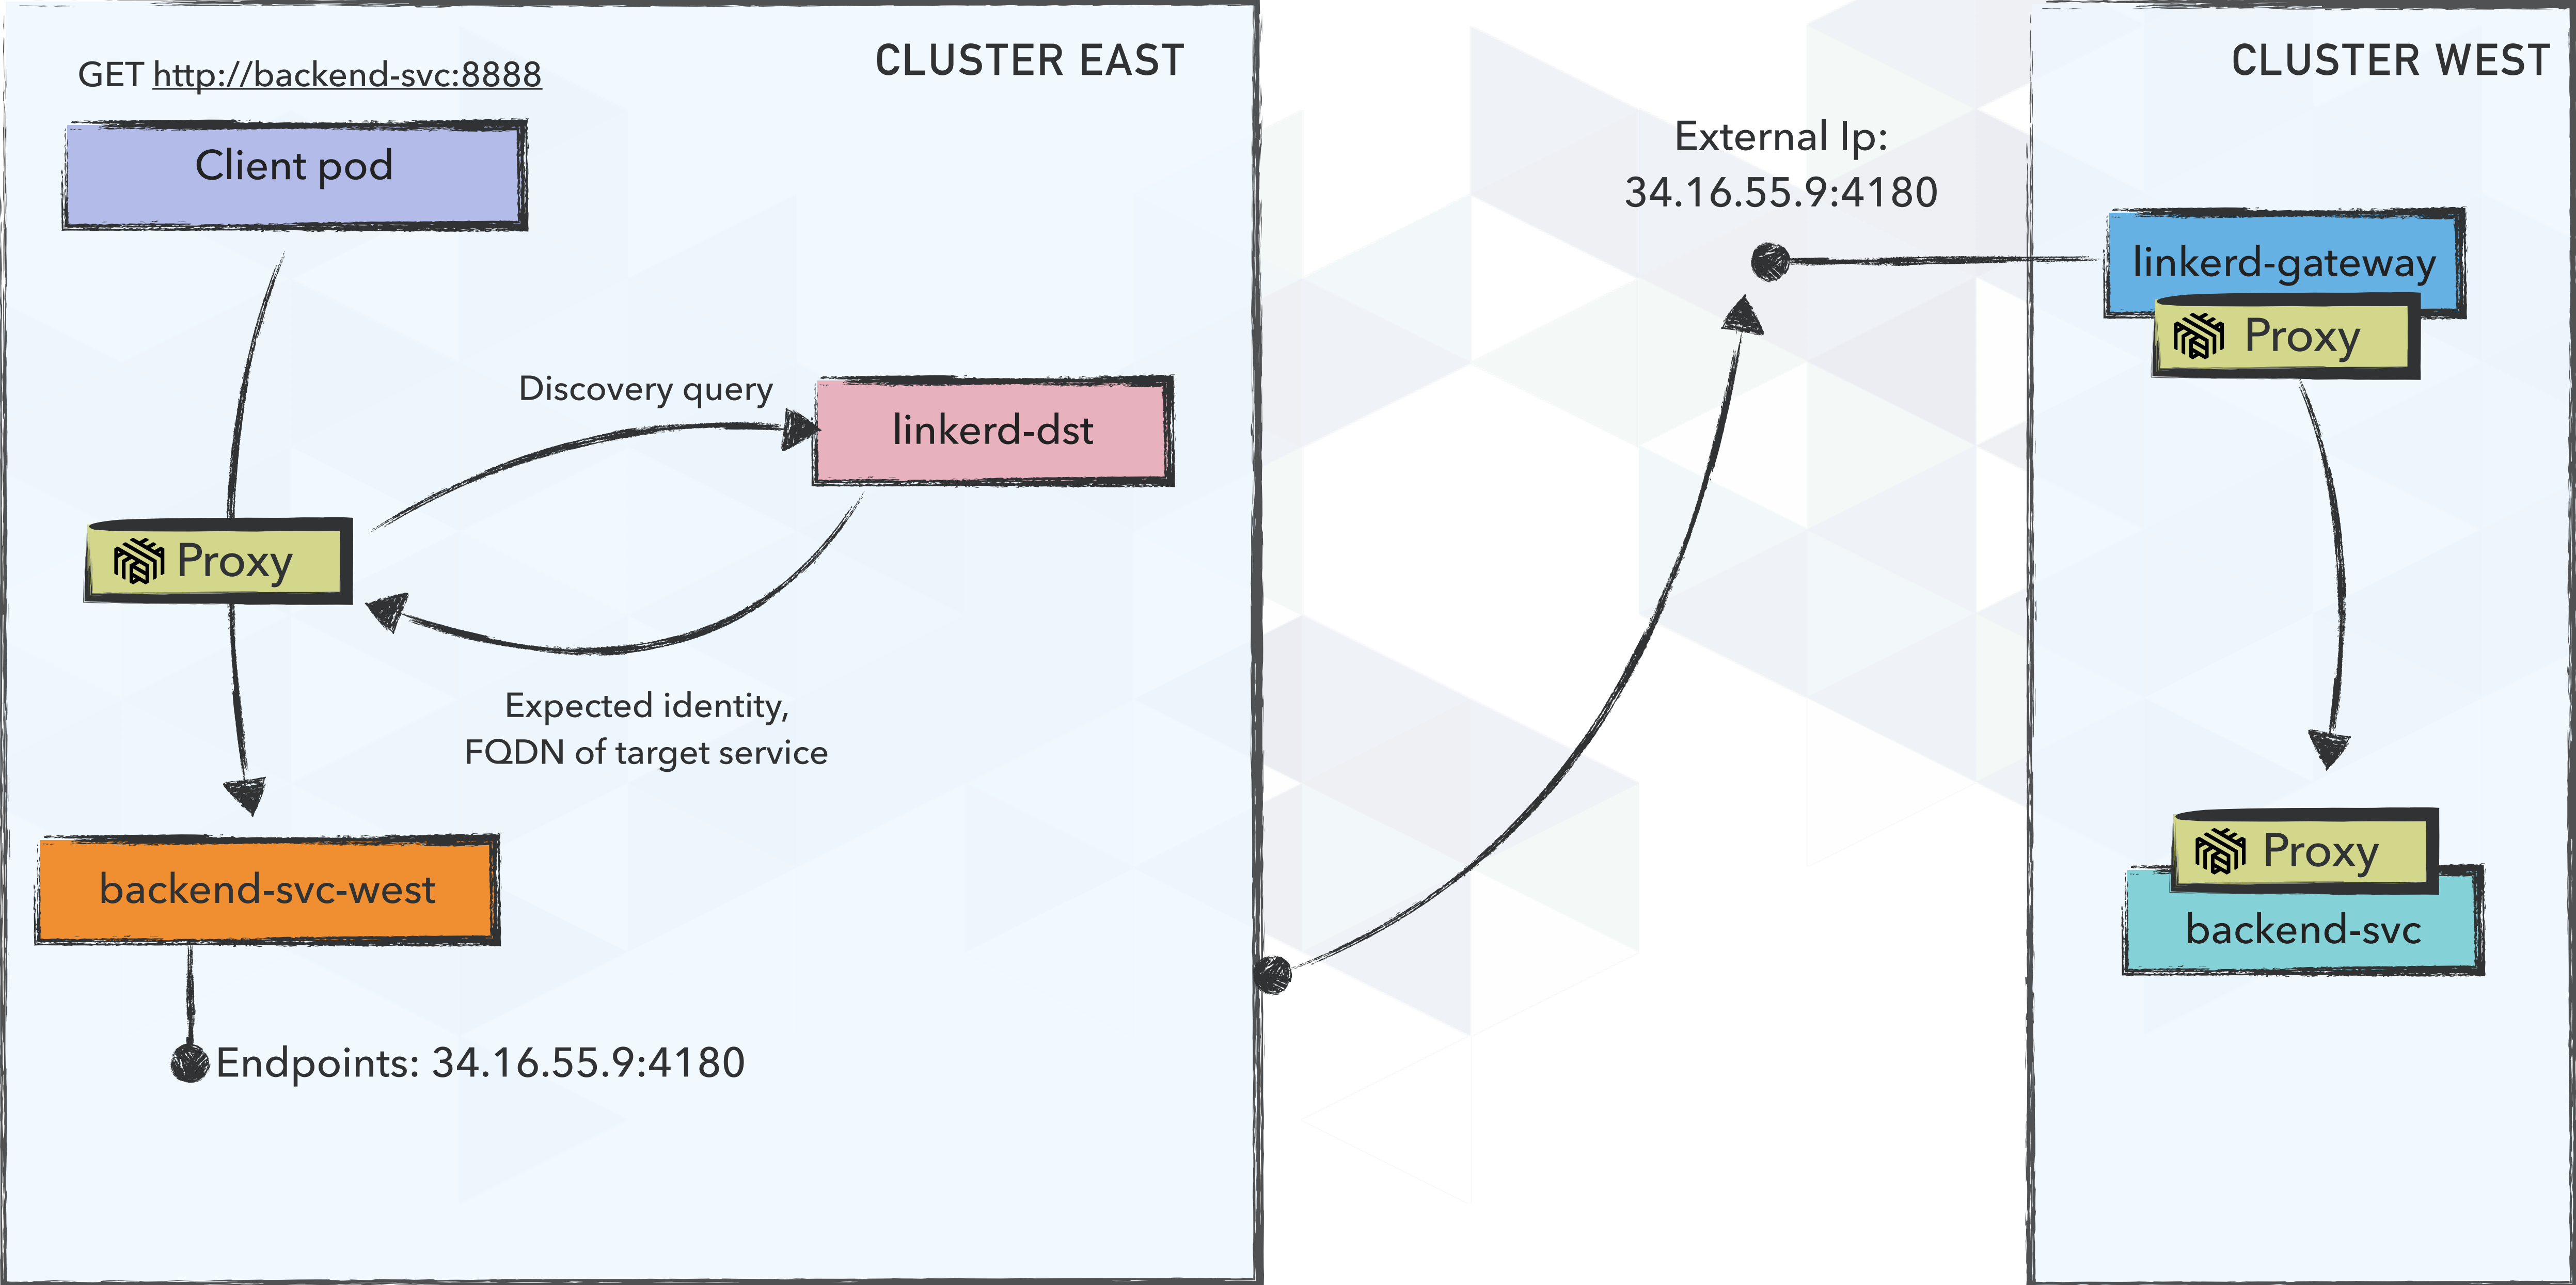 CLUSTER EAST
GET http://backend-svc:8888
Client pod
Discovery query
linkerd-dst
Proxy
Expected identity,
FQDN of target service
backend-svc-west
Endpoints: 34.16.55.9:4180
External Ip:
34.16.55.9:4180
CLUSTER WEST
linkerd-gateway
Proxy
Proxy
backend-svc